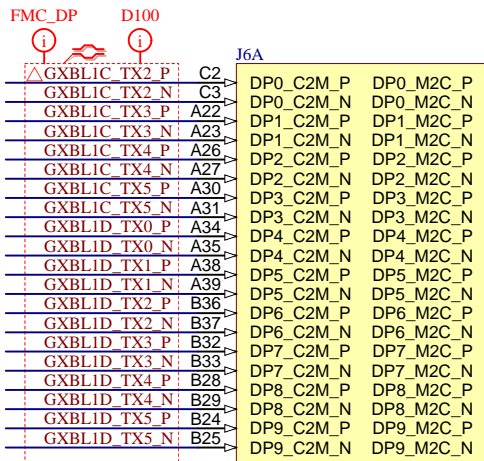 FMC_DP D100
i i
J6A
GXBL1C_TX2_P C2 DP0_C2M_P DP0_M2C_P
GXBL1C_TX2_N C3 DP0_C2M_N DP0_M2C_N
GXBL1C_TX3_P A22 DP1_C2M_P DP1_M2C_P
GXBL1C_TX3_N A23 DP1_C2M_N DP1_M2C_N
GXBL1C_TX4_P A26 DP2_C2M_P DP2_M2C_P
GXBL1C_TX4_N A27 DP2_C2M_N DP2_M2C_N
GXBL1C_TX5_P A30 DP3_C2M_P DP3_M2C_P
GXBL1C_TX5_N A31 DP3_C2M_N DP3_M2C_N
GXBL1D_TX0_P A34 DP4_C2M_P DP4_M2C_P
GXBL1D_TX0_N A35 DP4_C2M_N DP4_M2C_N
GXBL1D_TX1_P A38 DP5_C2M_P DP5_M2C_P
GXBL1D_TX1_N A39 DP5_C2M_N DP5_M2C_N
GXBL1D_TX2_P B36 DP6_C2M_P DP6_M2C_P
GXBL1D_TX2_N B37 DP6_C2M_N DP6_M2C_N
GXBL1D_TX3_P B32 DP7_C2M_P DP7_M2C_P
GXBL1D_TX3_N B33 DP7_C2M_N DP7_M2C_N
GXBL1D_TX4_P B28 DP8_C2M_P DP8_M2C_P
GXBL1D_TX4_N B29 DP8_C2M_N DP8_M2C_N
GXBL1D_TX5_P B24 DP9_C2M_P DP9_M2C_P
GXBL1D_TX5_N B25 DP9_C2M_N DP9_M2C_N